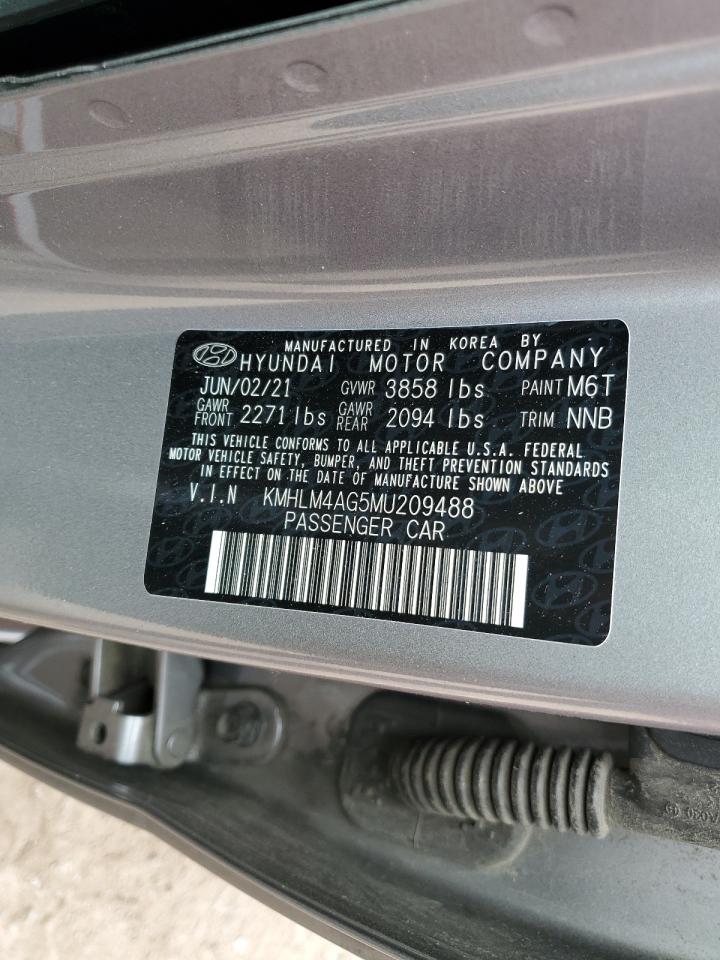 MANUFACTURED IN KOREA BY
HYUNDAI MOTOR COMPANY
JUN/02/21 GVWR 3858 lbs PAINT M6T
GAWR FRONT 2271 lbs GAWR REAR 2094 lbs TRIM NNB
THIS VEHICLE CONFORMS TO ALL APPLICABLE U.S.A. FEDERAL
MOTOR VEHICLE SAFETY, BUMPER, AND THEFT PREVENTION STANDARDS
IN EFFECT ON THE DATE OF MANUFACTURE SHOWN ABOVE
V.I.N KMHLM4AG5MU209488
PASSENGER CAR